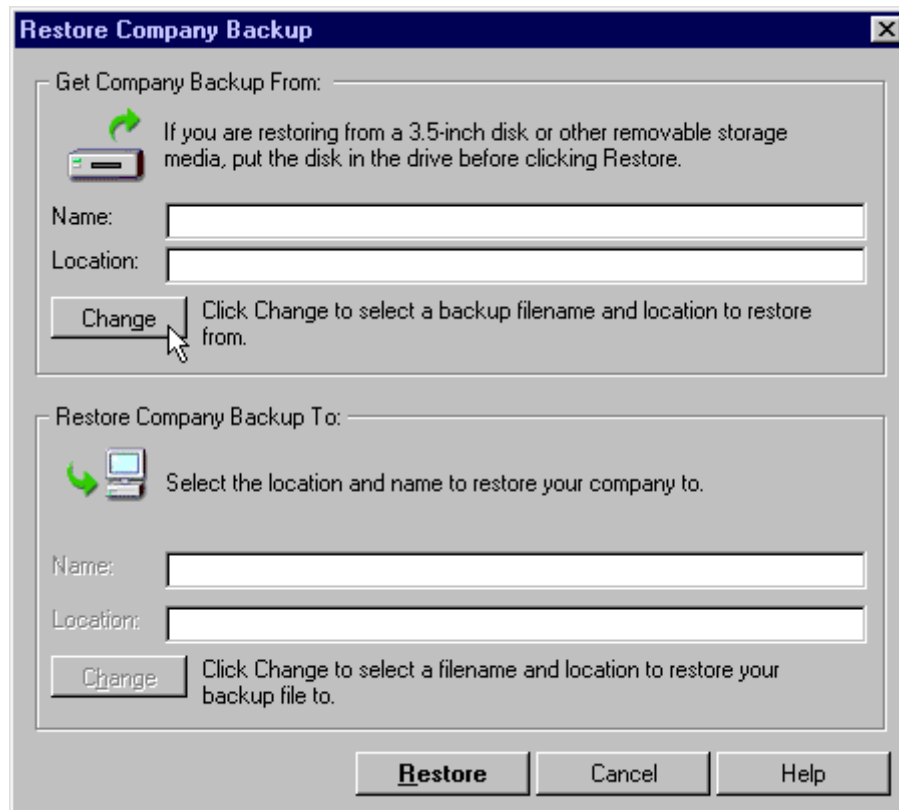 Restore Company Backup
Get Company Backup From:
If you are restoring from a 3.5-inch disk or other removable storage
media, put the disk in the drive before clicking Restore.
Name:
Location:
Change
Click Change to select a backup filename and location to restore
from.
Restore Company Backup To:
Select the location and name to restore your company to.
Name:
Location:
Change
Click Change to select a filename and location to restore your
backup file to.
Restore
Cancel
Help